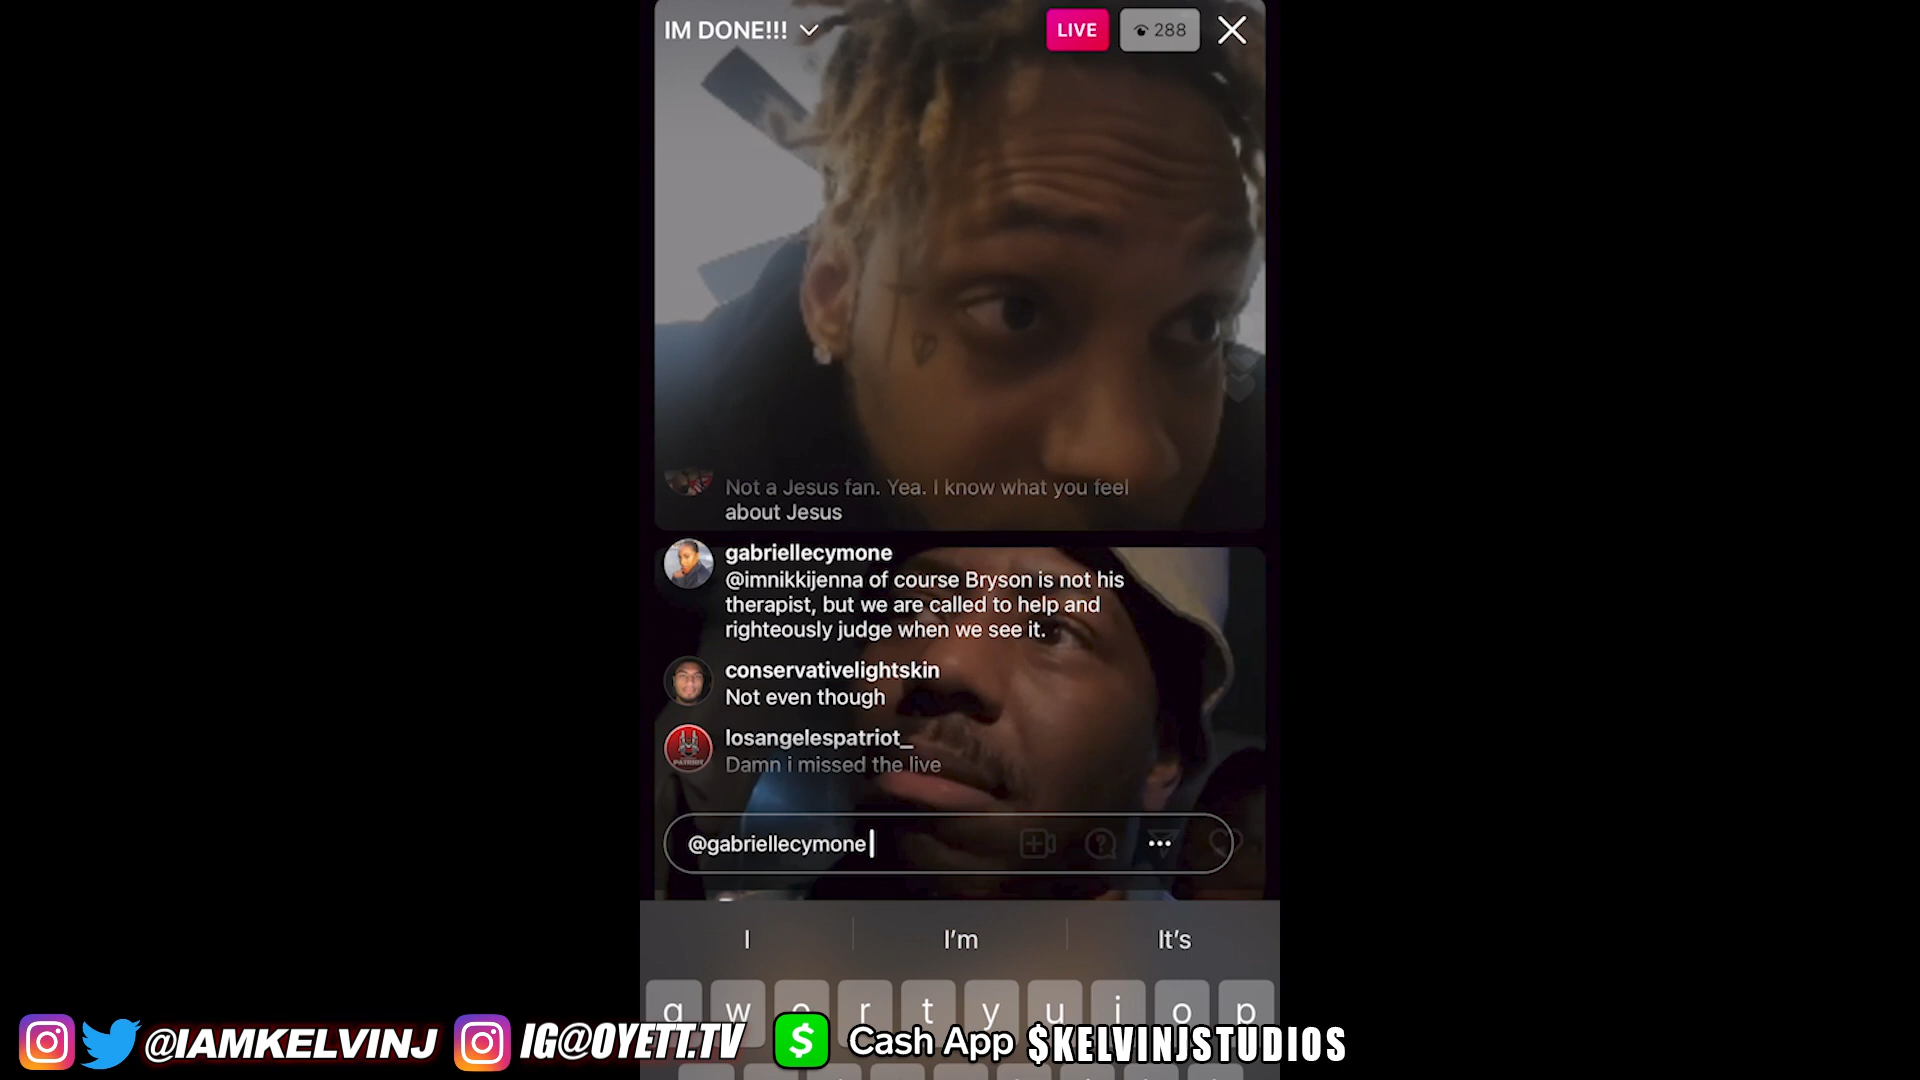 IM DONE!!!
LIVE
288
Not a Jesus fan. Yea. I know what you feel
about Jesus
gabriellecymone
@imnikkijenna of course Bryson is not his
therapist, but we are called to help and
righteously judge when we see it.
conservativelightskin
Not even though
losangelespatriot_
PATRIOT
Damn i missed the live
@gabriellecymone
I I'm It's
q w e r t y u i o p
@IAMKELVINJ IG@OYETT.TV $ Cash App $KELVINJSTUDIOS